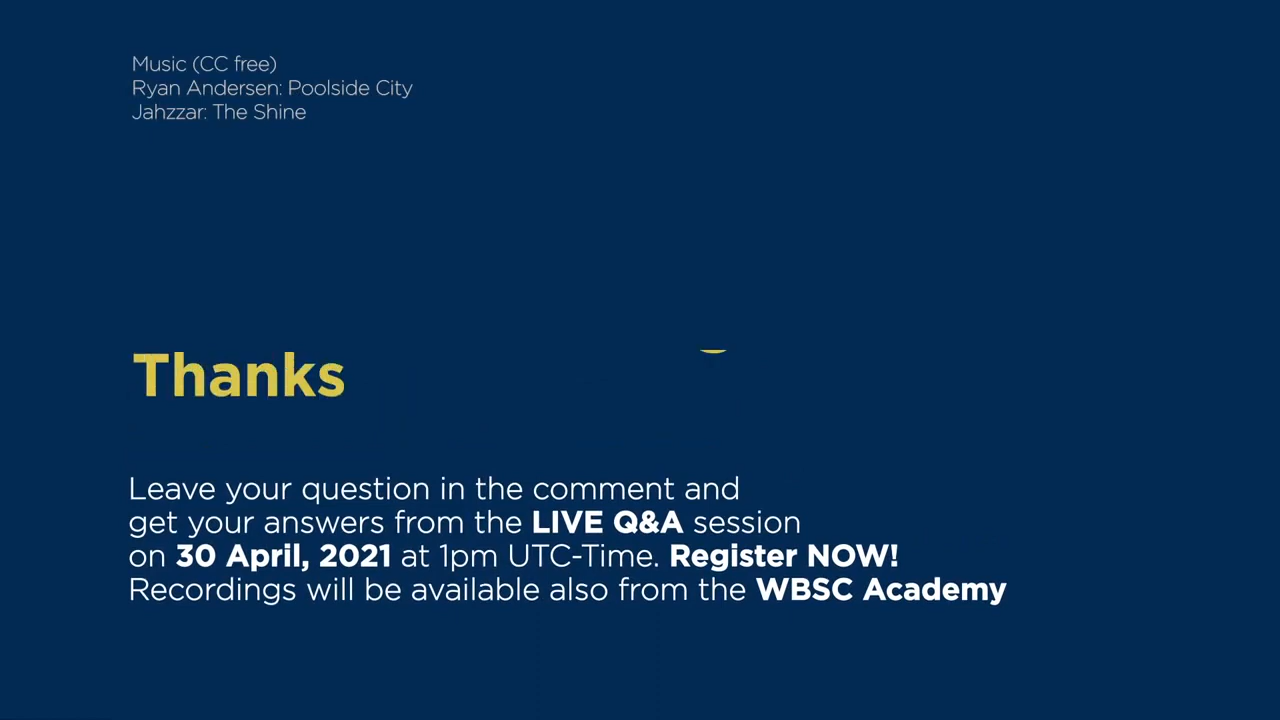 Music (CC free)
Ryan Andersen: Poolside City
Jahzzar: The Shine
Thanks
Leave your question in the comment and
get your answers from the LIVE Q&A session
on 30 April, 2021 at 1pm UTC-Time. Register NOW!
Recordings will be available also from the WBSC Academy